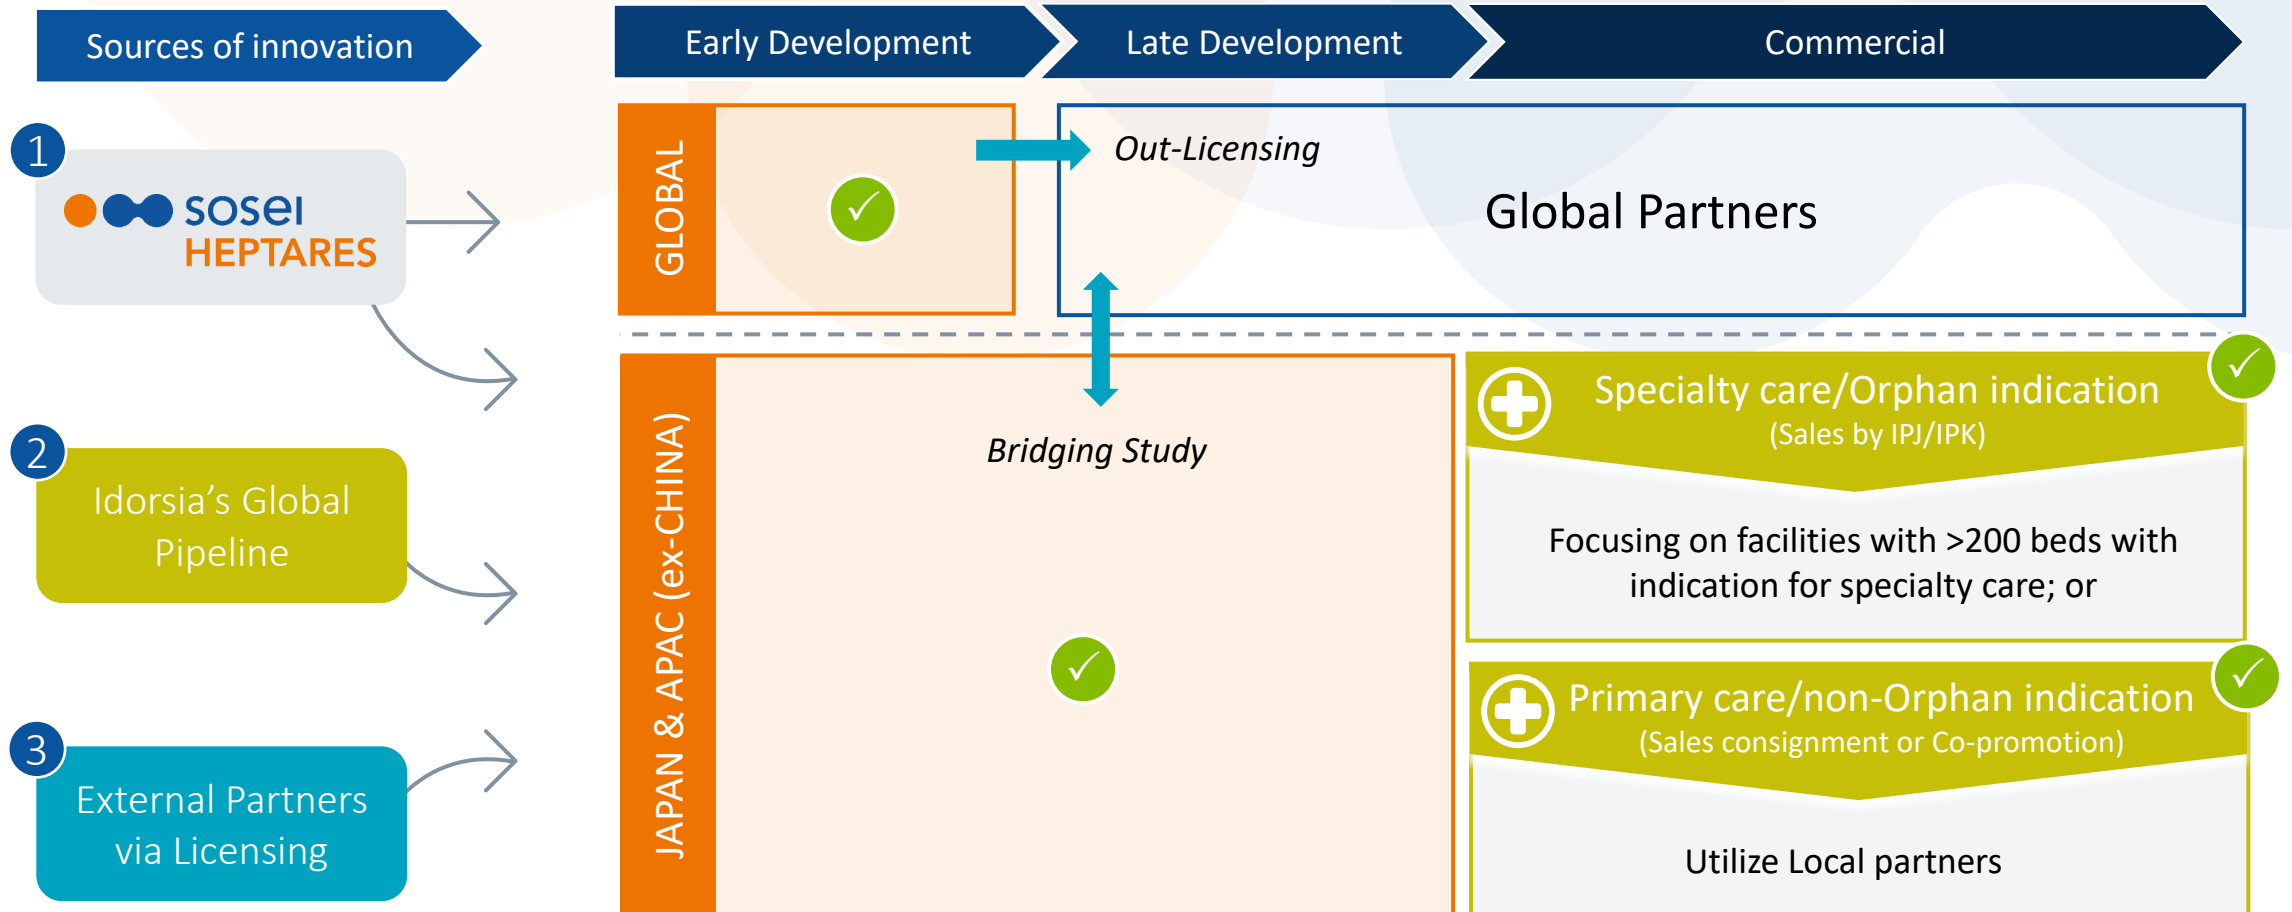 Sources of innovation
Early Development
Late Development
Commercial
1
sosei
HEPTARES
2
Idorsia’s Global
Pipeline
3
External Partners
via Licensing
GLOBAL
Out-Licensing
Global Partners
JAPAN & APAC (ex-CHINA)
Bridging Study
Specialty care/Orphan indication
(Sales by IPJ/IPK)
Focusing on facilities with >200 beds with
indication for specialty care; or
Primary care/non-Orphan indication
(Sales consignment or Co-promotion)
Utilize Local partners